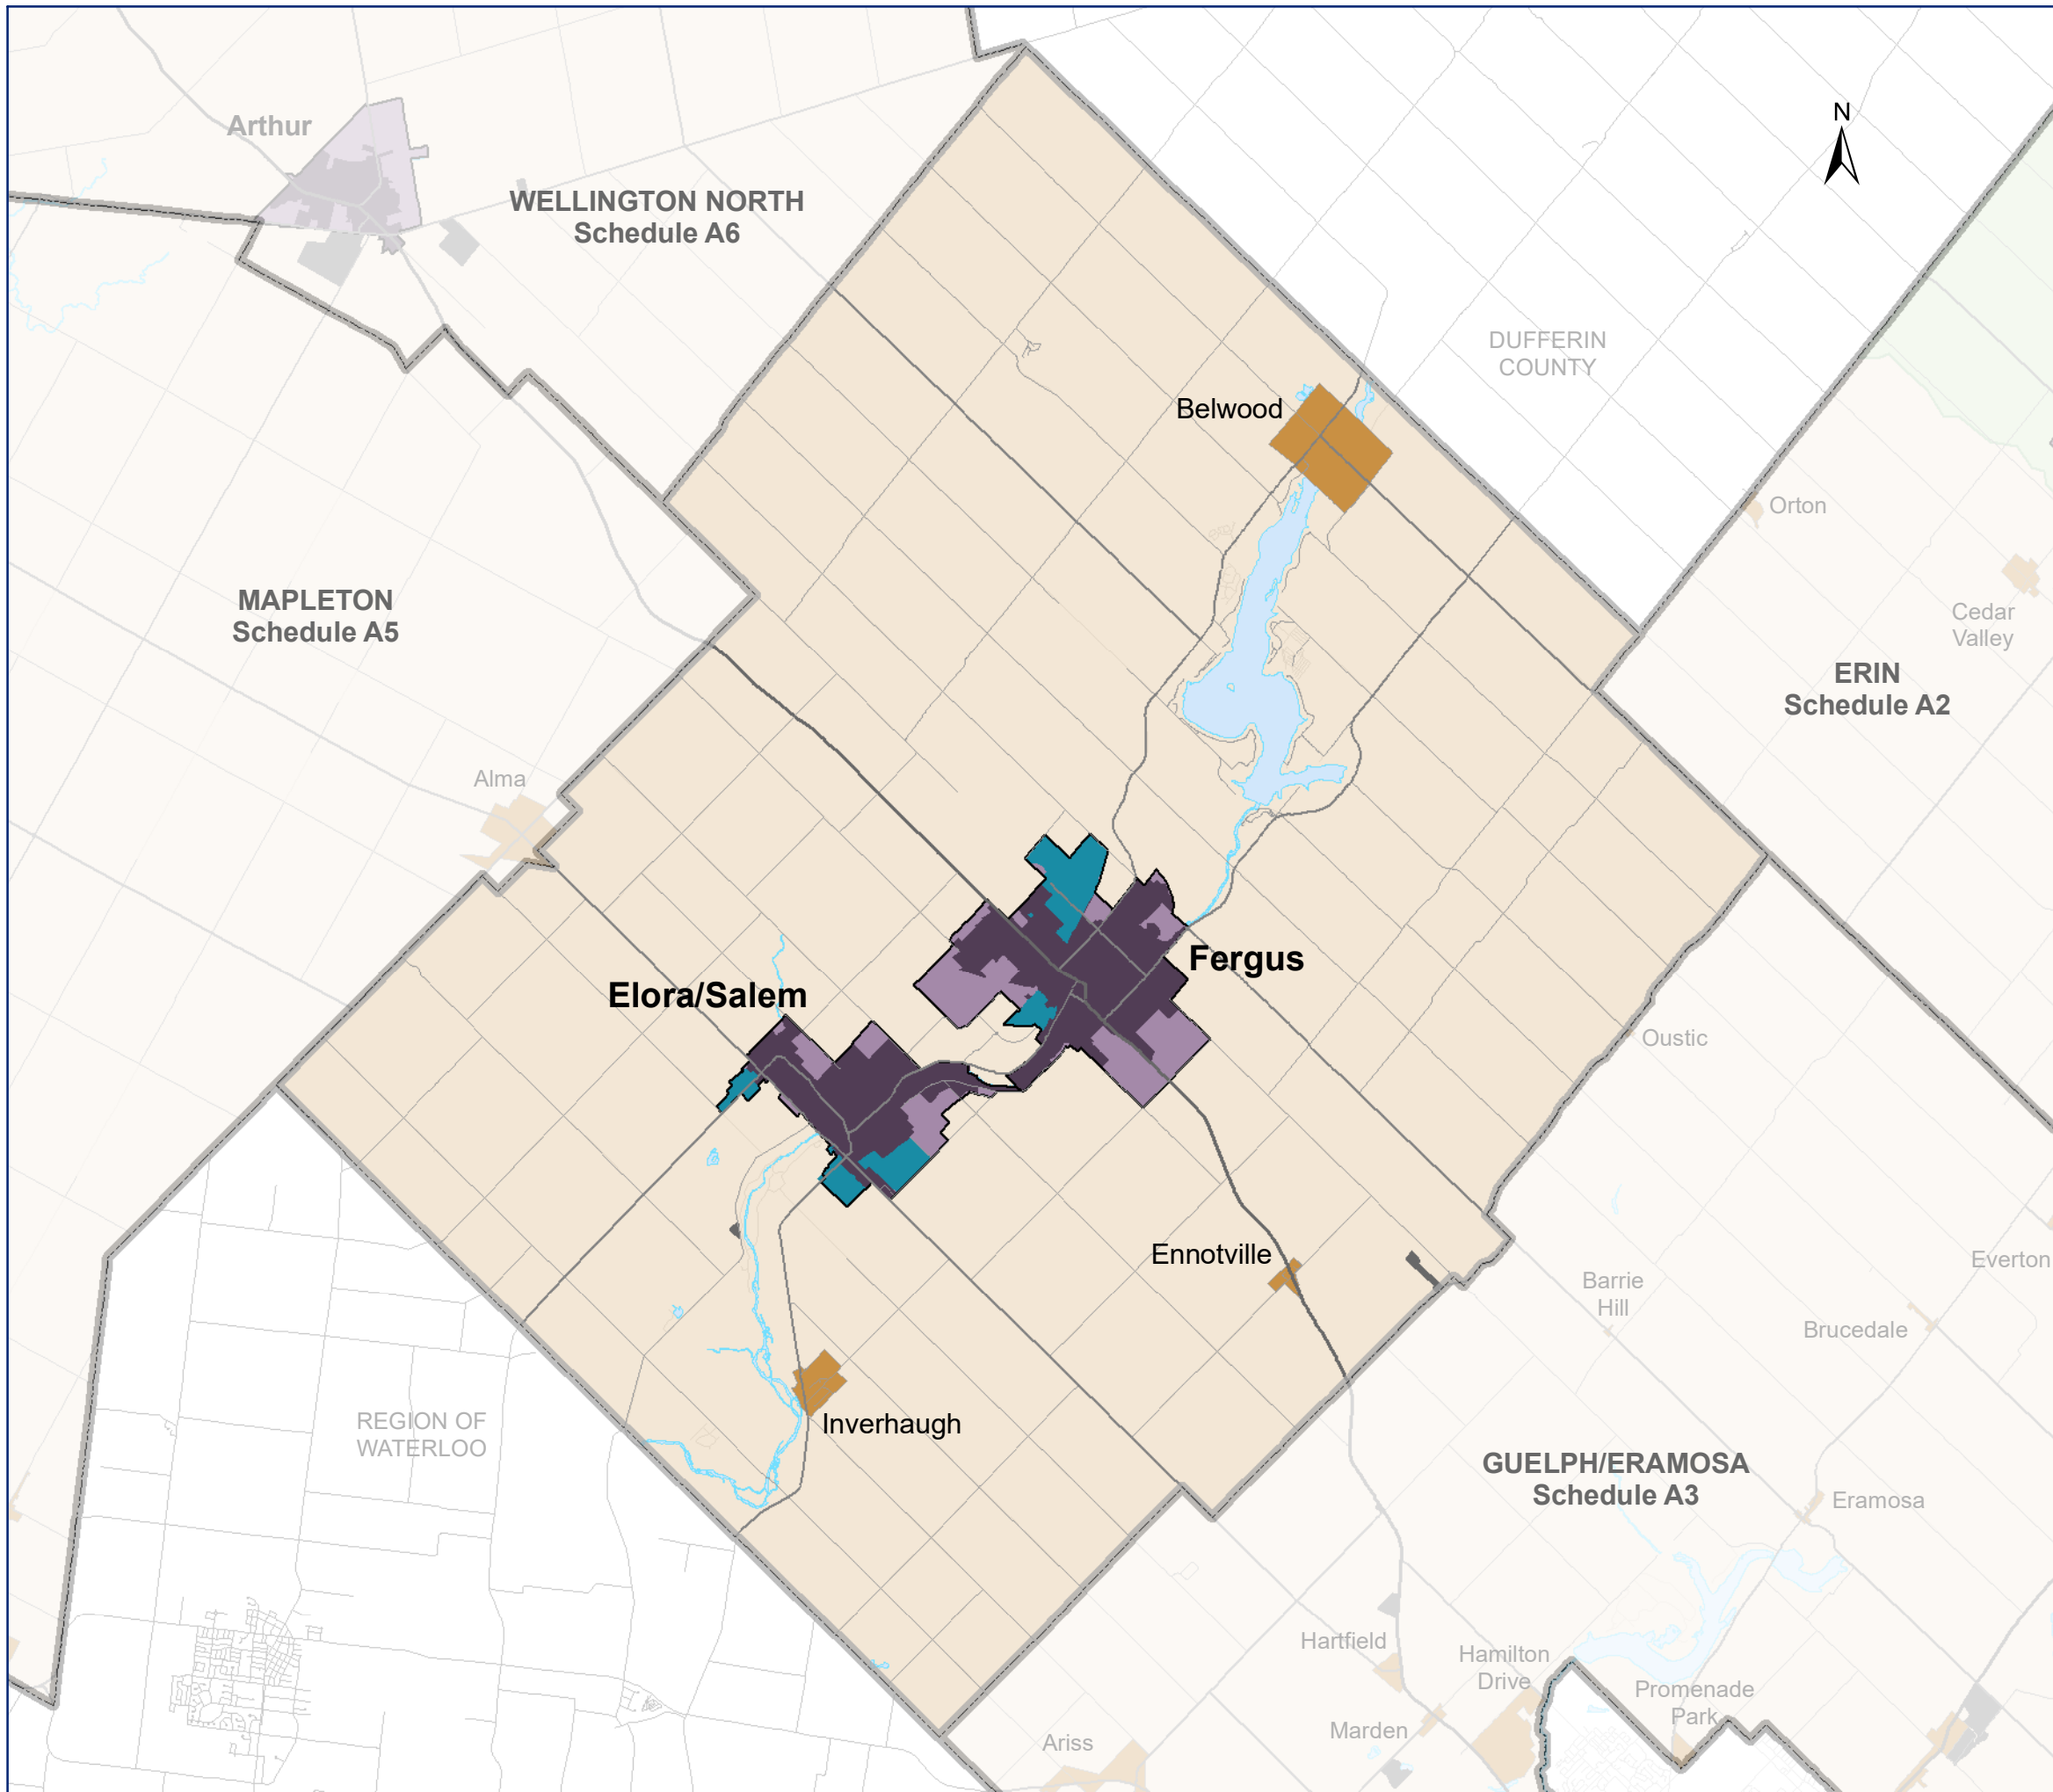 N
Arthur
WELLINGTON NORTH
Schedule A6
DUFFERIN
COUNTY
Belwood
Orton
MAPLETON
Schedule A5
Cedar
Valley
ERIN
Schedule A2
Alma
Fergus
Elora/Salem
Oustic
Ennotville
Everton
Barrie
Hill
Brucedale
Inverhaugh
REGION OF
WATERLOO
GUELPH/ERAMOSA
Schedule A3
Eramosa
Hartfield
Hamilton
Drive
Promenade
Park
Marden
Ariss